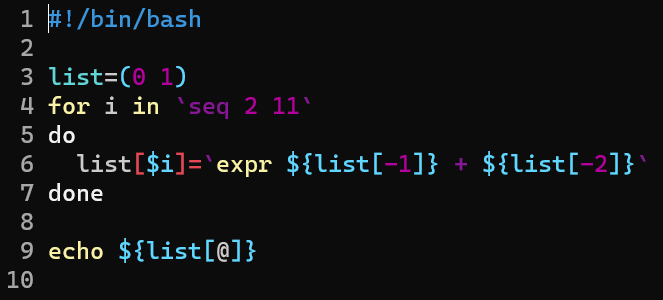 1 #!/bin/bash
2
3 list=(0 1)
4 for i in `seq 2 11`
5 do
6   list[$i]=`expr ${list[-1]} + ${list[-2]}`
7 done
8
9 echo ${list[@]}
10